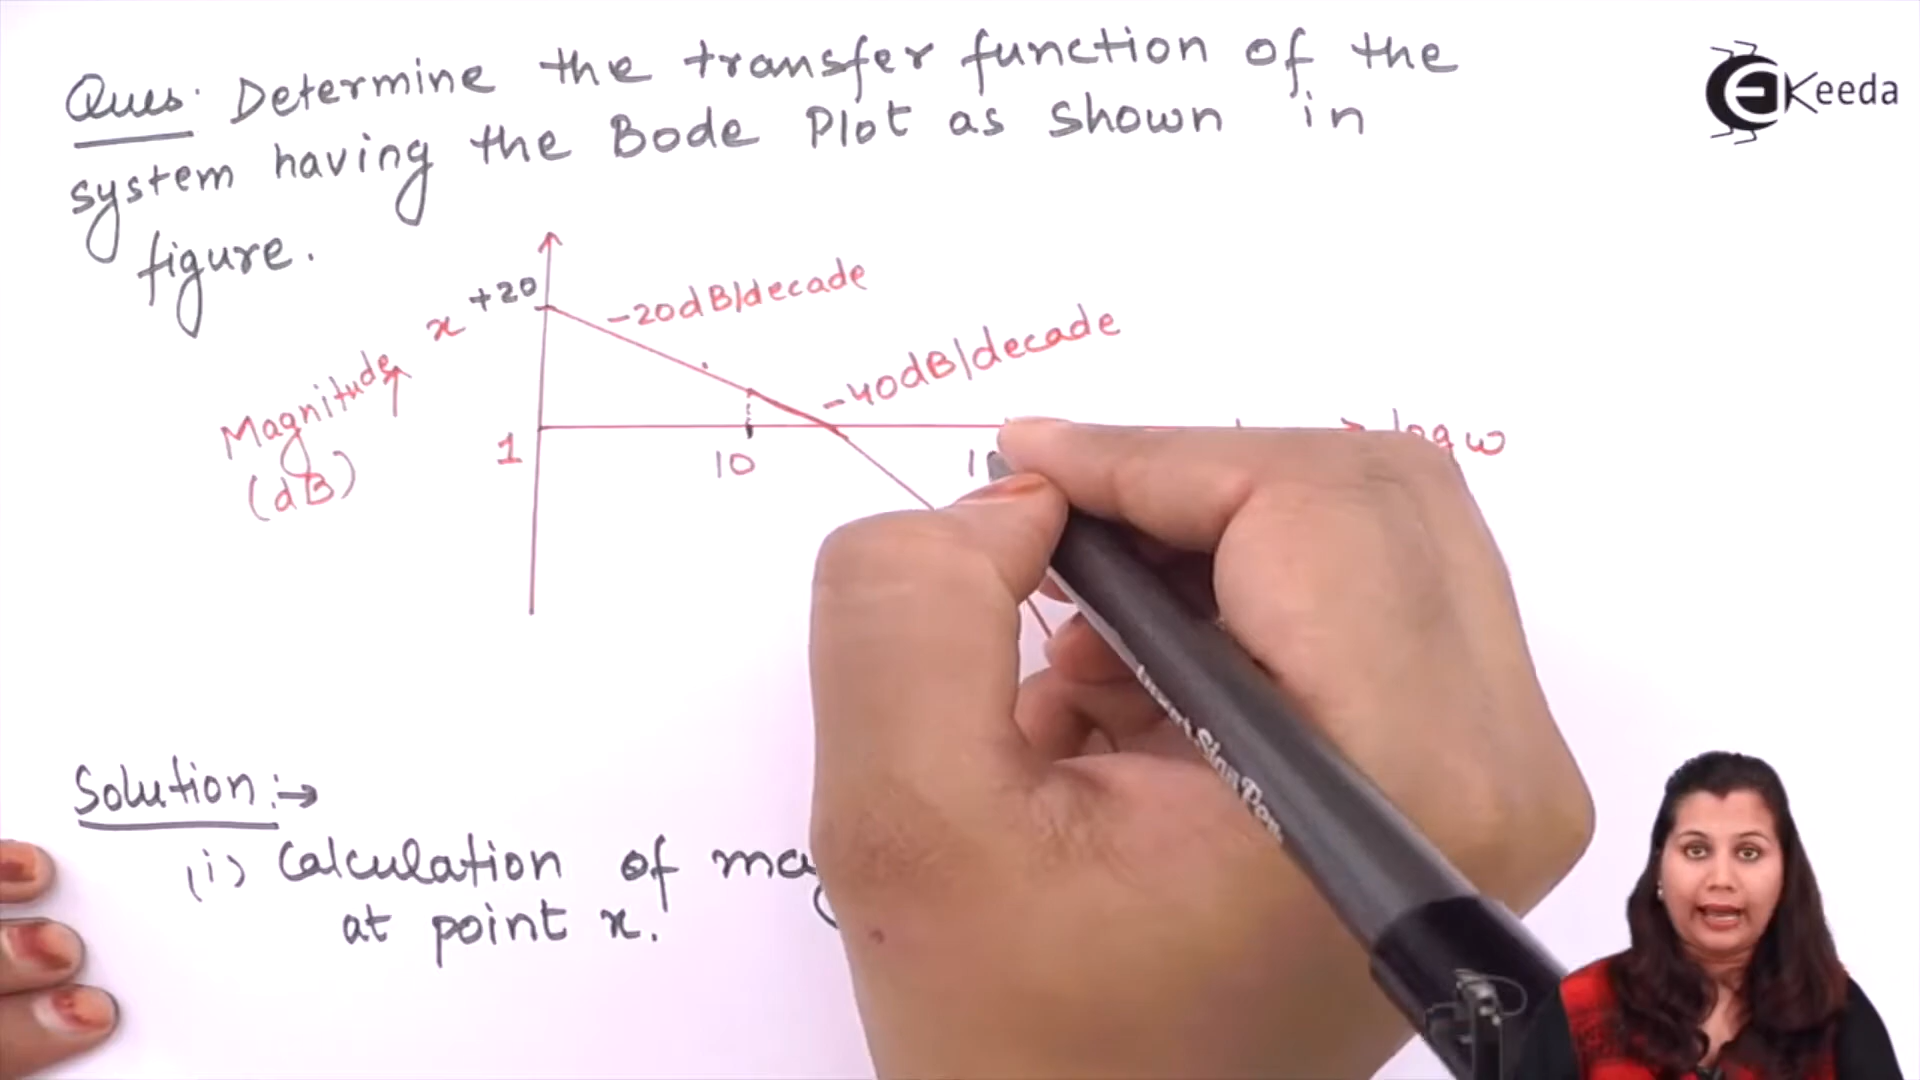 Ques. Determine the transfer function of the
system having the Bode Plot as shown in
figure.
Keeda
x +20
-20dB/decade
-40dB/decade
Magnitude
(dB)
1
10
log w
Solution :→
(i) Calculation of
at point x.